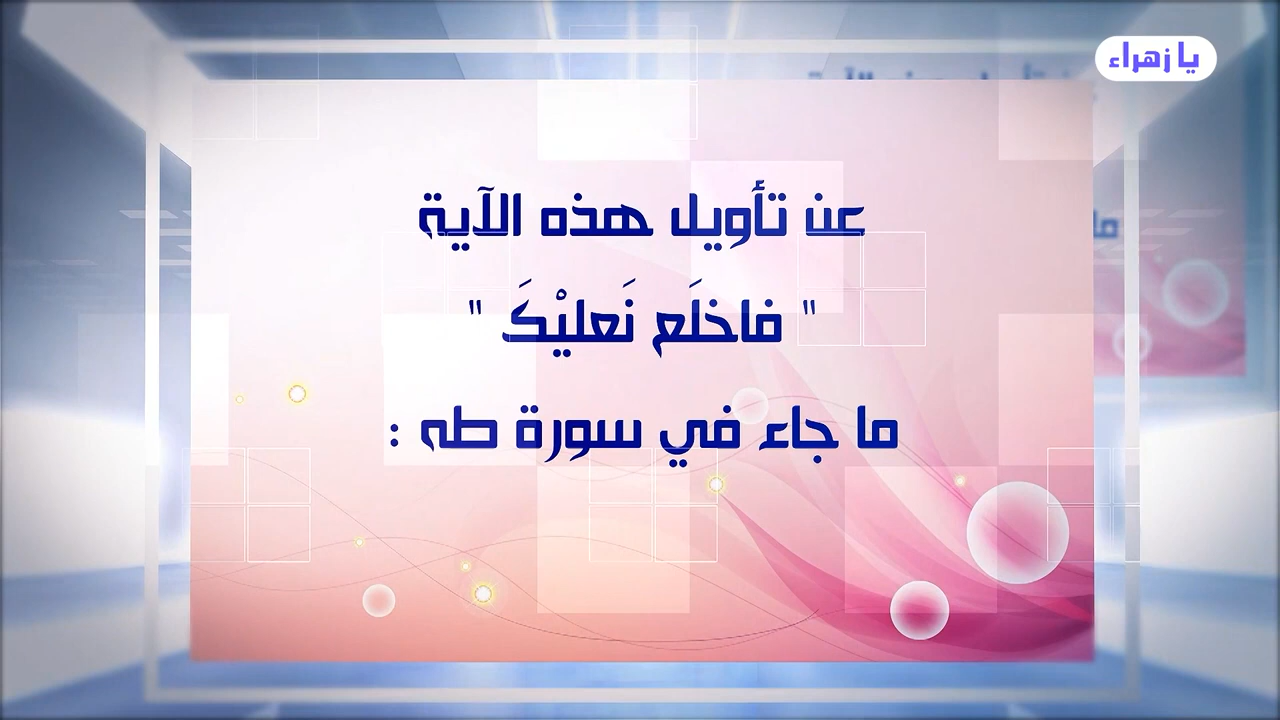 يا زهراء
عن تأويل هذه الآية
" فاخلَع نَعليْكَ "
ما جاء في سورة طه :